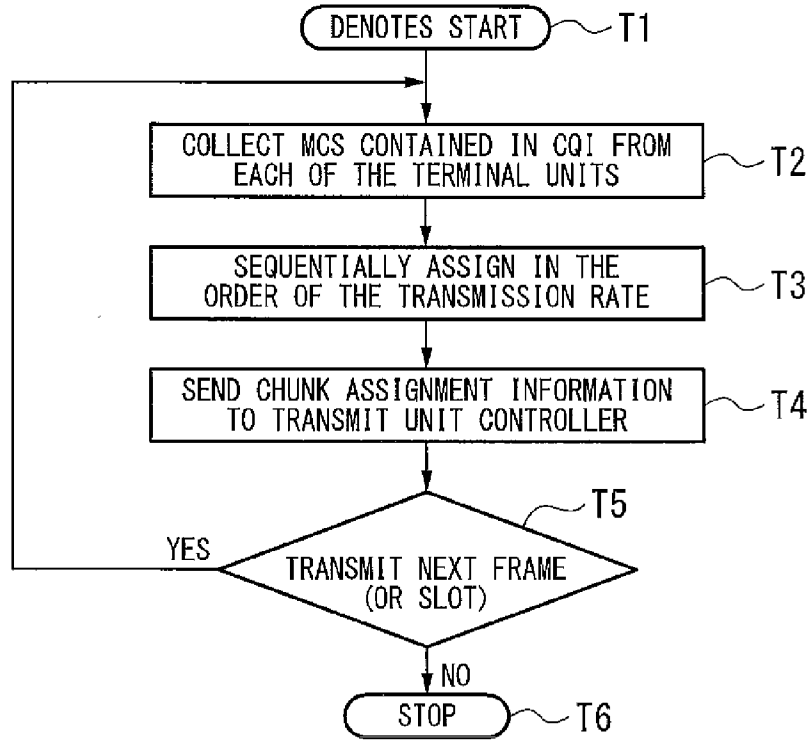 DENOTES START
T1
COLLECT MCS CONTAINED IN CQI FROM
EACH OF THE TERMINAL UNITS
T2
SEQUENTIALLY ASSIGN IN THE
ORDER OF THE TRANSMISSION RATE
T3
SEND CHUNK ASSIGNMENT INFORMATION
TO TRANSMIT UNIT CONTROLLER
T4
T5
YES
TRANSMIT NEXT FRAME
(OR SLOT)
NO
STOP
T6